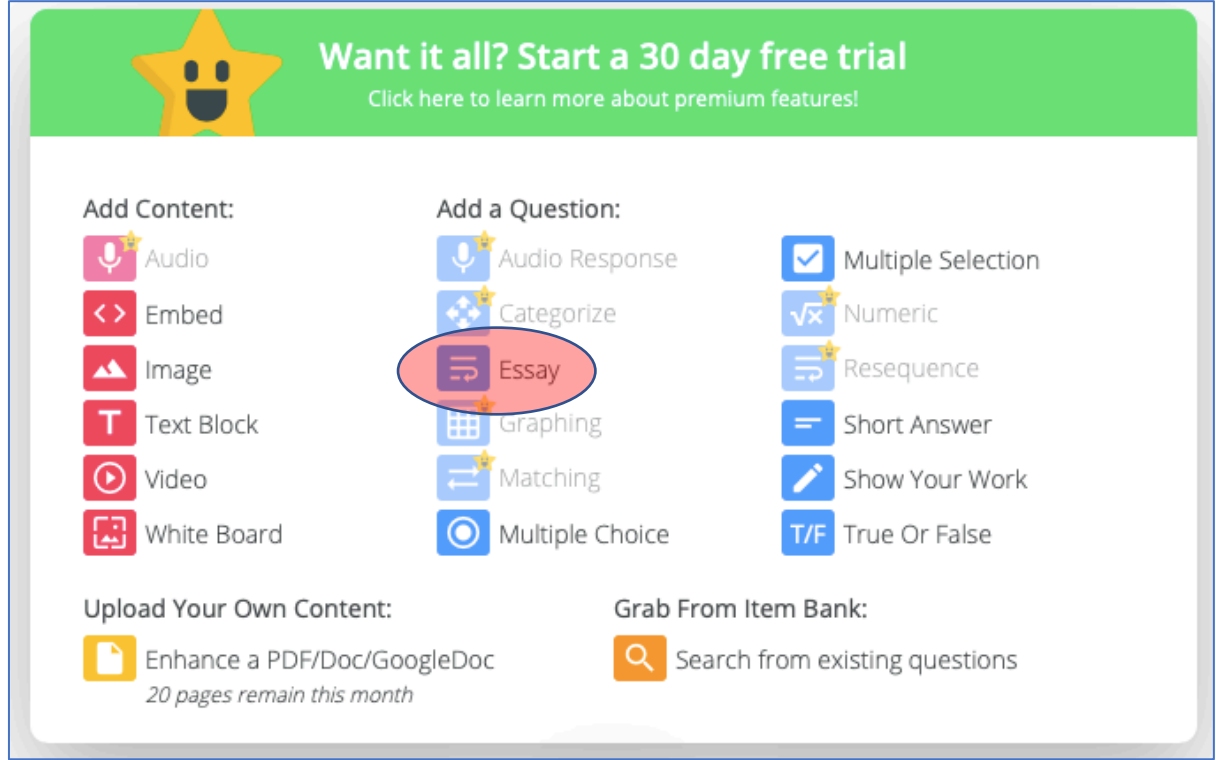 Want it all? Start a 30 day free trial
Click here to learn more about premium features!
Add Content:
Audio
Embed
Image
Text Block
Video
White Board
Add a Question:
Audio Response
Categorize
Essay
Graphing
Matching
Multiple Choice
Multiple Selection
Numeric
Resequence
Short Answer
Show Your Work
T/F True Or False
Upload Your Own Content:
Enhance a PDF/Doc/GoogleDoc
20 pages remain this month
Grab From Item Bank:
Search from existing questions